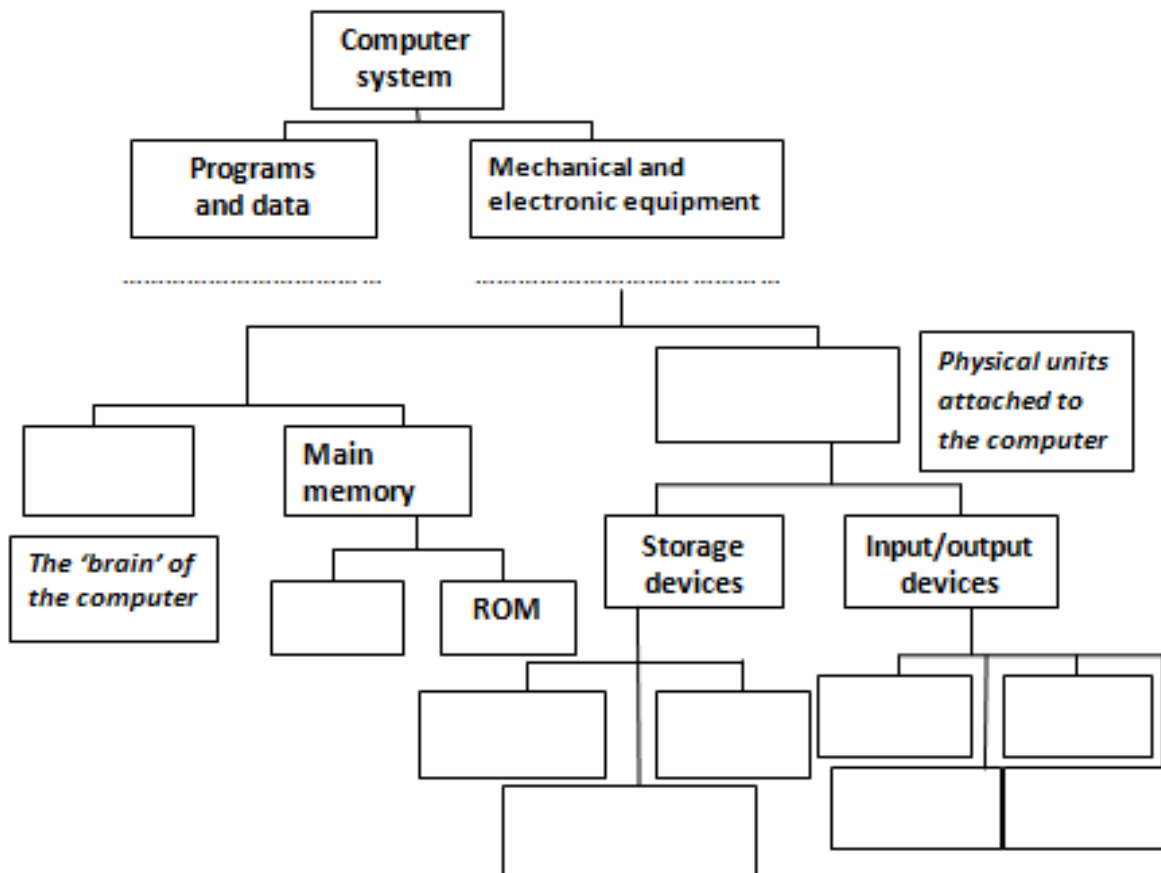 Computer
system
Programs
and data
Mechanical and
electronic equipment
Physical units
attached to
the computer
Main
memory
The ‘brain’ of
the computer
ROM
Storage
devices
Input/output
devices